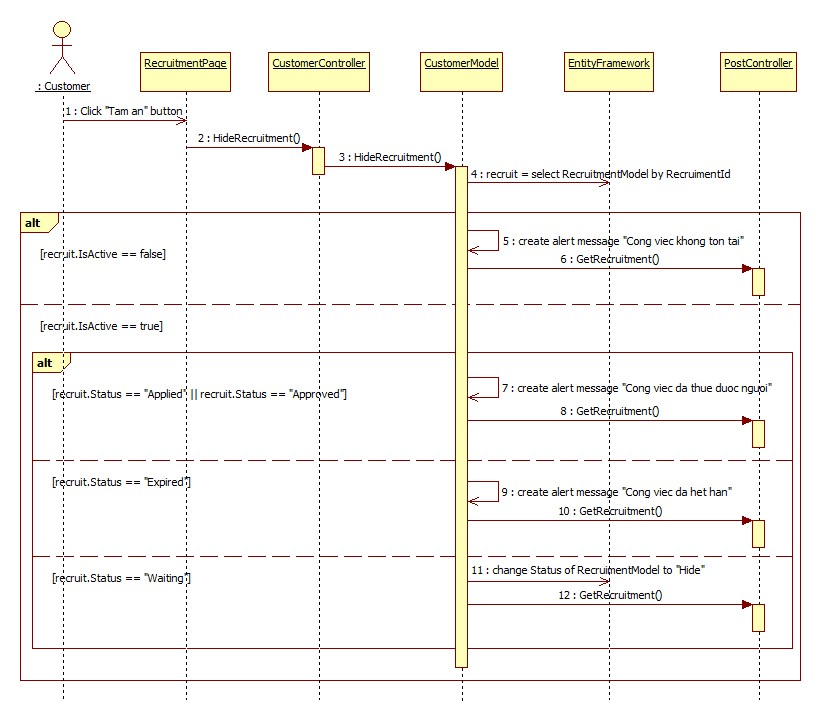 : Customer
RecruitmentPage
CustomerController
CustomerModel
EntityFramework
PostController
1 : Click "Tam an" button
2 : HideRecruitment()
3 : HideRecruitment()
4 : recruit = select RecruitmentModel by RecruimentId
alt
[recruit.IsActive == false]
5 : create alert message "Cong viec khong ton tai"
6 : GetRecruitment()
[recruit.IsActive == true]
alt
[recruit.Status == "Applied" || recruit.Status == "Approved"]
7 : create alert message "Cong viec da thue duoc nguoi"
8 : GetRecruitment()
[recruit.Status == "Expired"]
9 : create alert message "Cong viec da het han"
10 : GetRecruitment()
[recruit.Status == "Waiting"]
11 : change Status of RecruimentModel to "Hide"
12 : GetRecruitment()